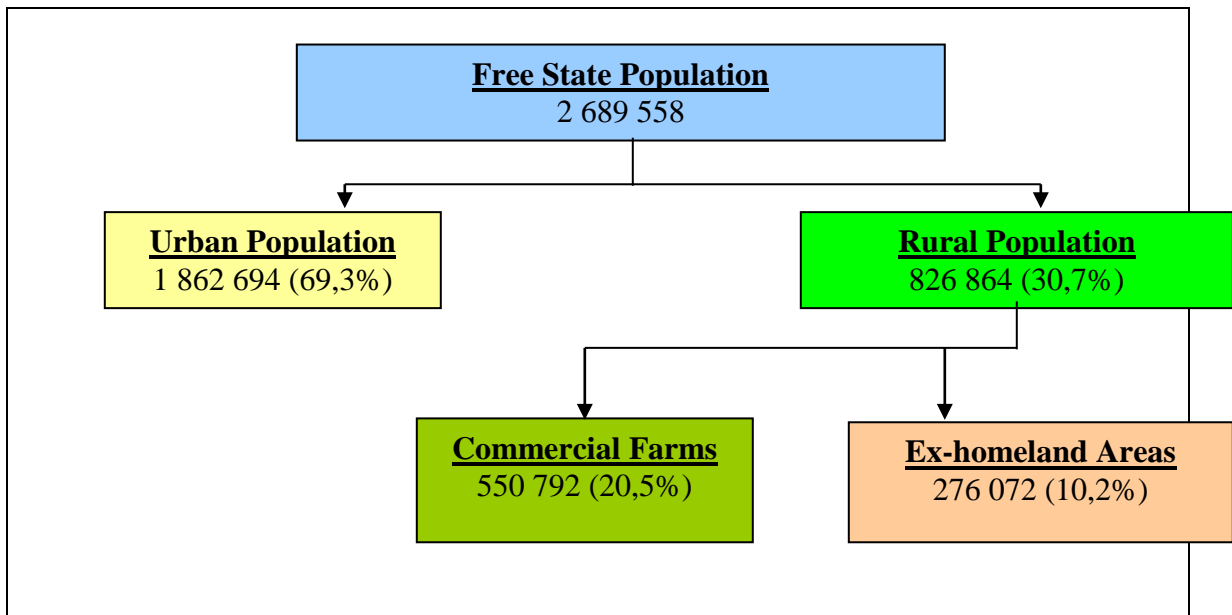 Free State Population
2 689 558
Urban Population
1 862 694 (69,3%)
Rural Population
826 864 (30,7%)
Commercial Farms
550 792 (20,5%)
Ex-homeland Areas
276 072 (10,2%)